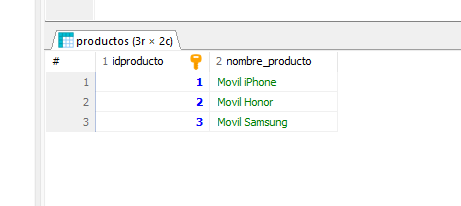 productos (3r × 2c)
# 1 idproducto 2 nombre_producto
1 1 Movil iPhone
2 2 Movil Honor
3 3 Movil Samsung